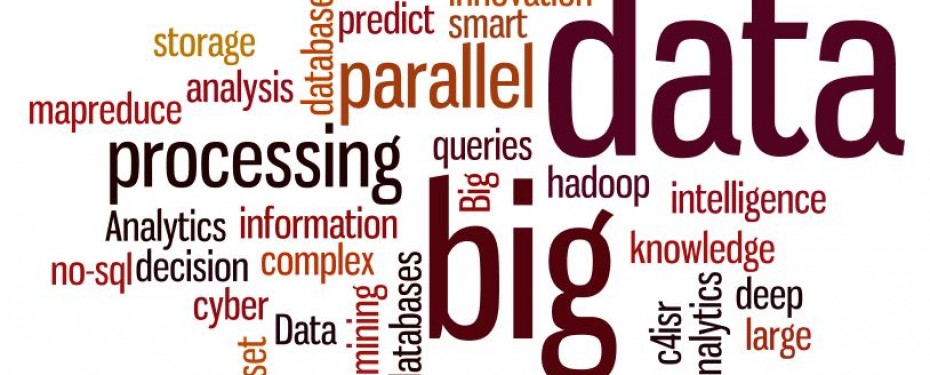 innovation
predict
smart
database
data
storage
parallel
analysis
mapreduce
processing
queries
Big
hadoop
intelligence
big
Analytics
information
knowledge
no-sql
decision
complex
cyber
Data
mining
databases
c4isr
nalytics
deep
large
set